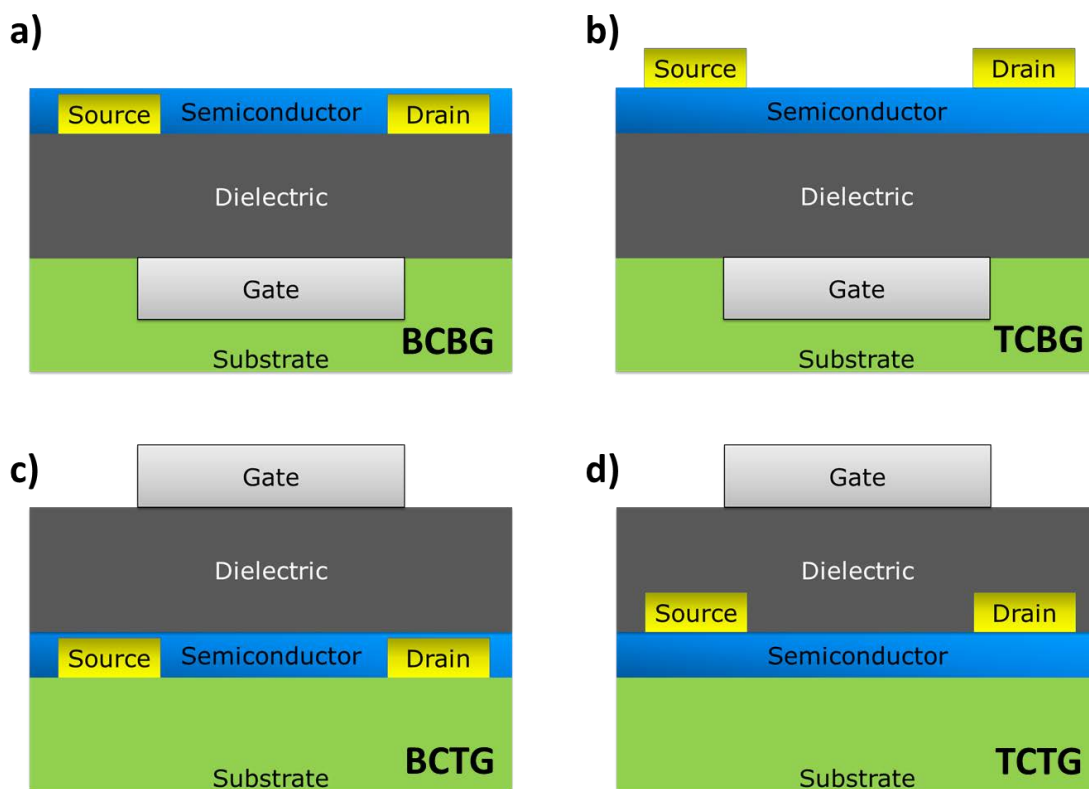 a)
Source
Semiconductor
Drain
Dielectric
Gate
Substrate
BCBG
b)
Source
Drain
Semiconductor
Dielectric
Gate
TCBG
Substrate
c)
Gate
Dielectric
Source
Semiconductor
Drain
BCTG
Substrate
d)
Gate
Dielectric
Source
Drain
Semiconductor
TCTG
Substrate